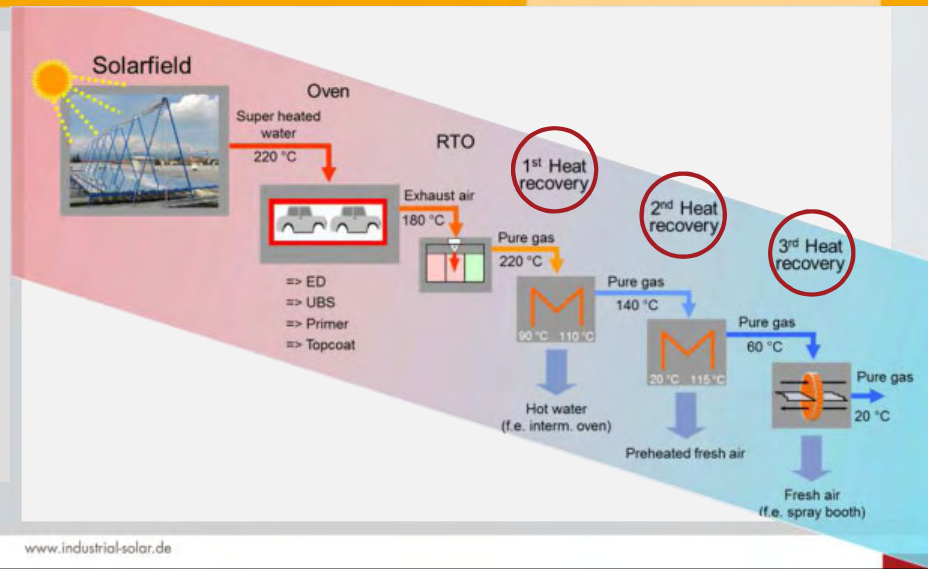 Solarfield
Oven
Super heated
water
220 °C
RTO
1st Heat
recovery
Exhaust air
180 °C
2nd Heat
recovery
Pure gas
220 °C
3rd Heat
recovery
=> ED
=> UBS
=> Primer
=> Topcoat
Pure gas
140 °C
90 °C 110 °C
Pure gas
60 °C
20 °C 115 °C
Pure gas
20 °C
Hot water
(f.e. interm. oven)
Preheated fresh air
Fresh air
(f.e. spray booth)
www.industrial-solar.de